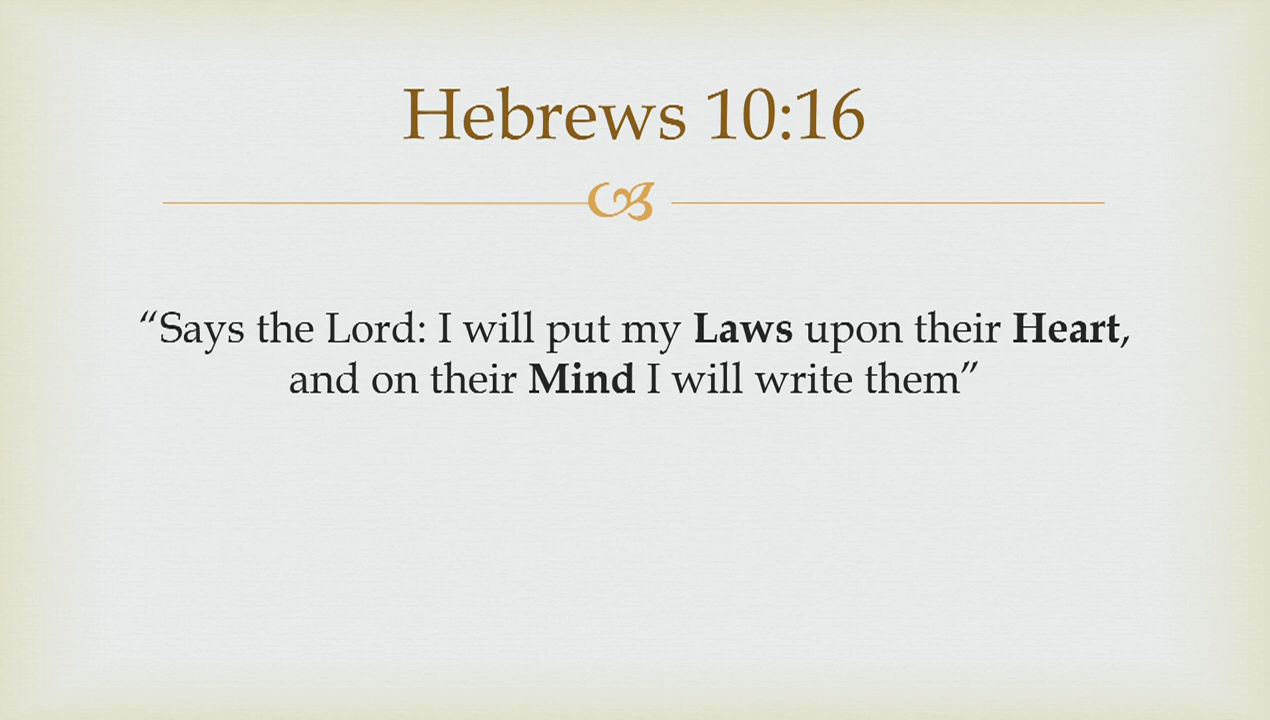 Hebrews 10:16
“Says the Lord: I will put my Laws upon their Heart,
and on their Mind I will write them”